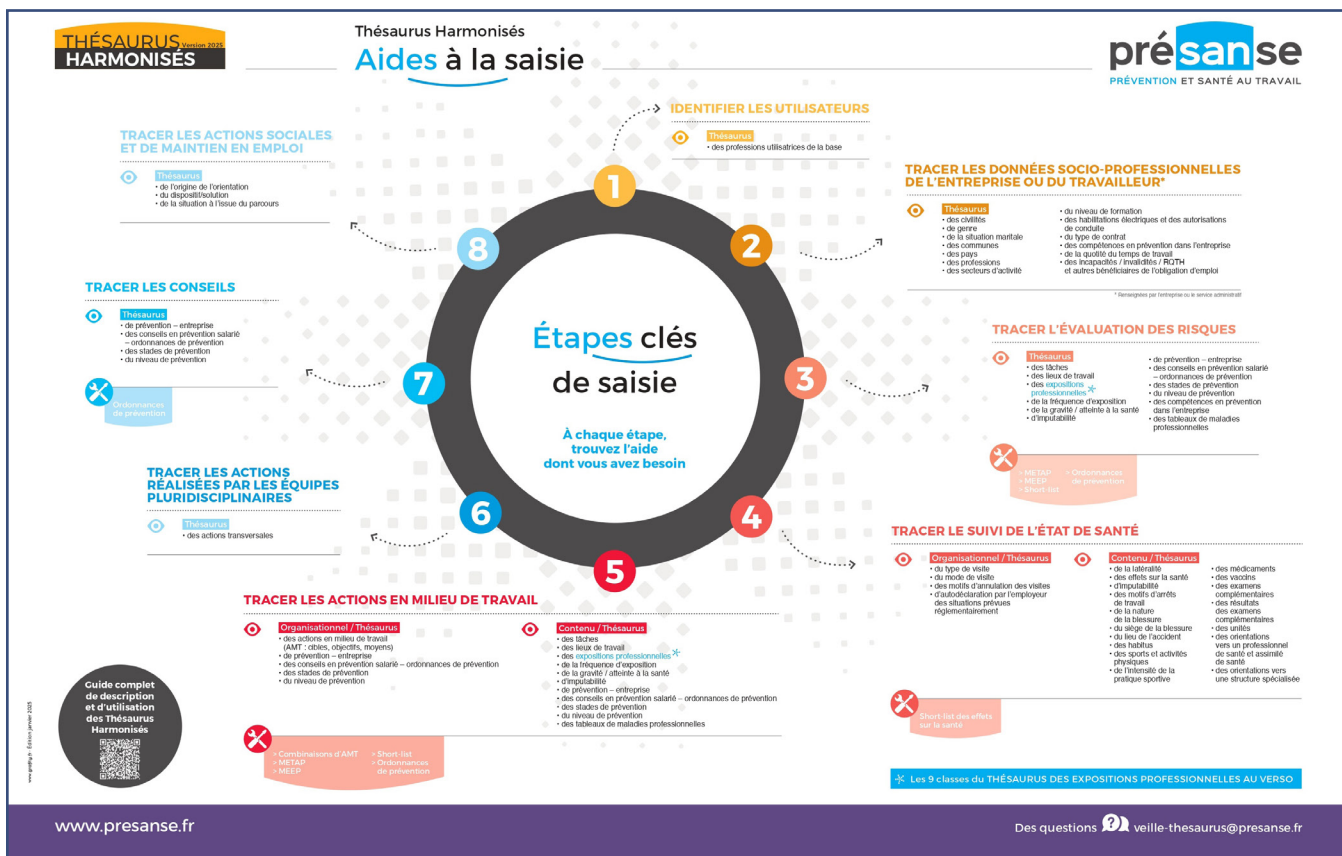 THÉSAURUS Version 2025
HARMONISÉS
Thésaurus Harmonisés
Aides à la saisie
présanse
PRÉVENTION ET SANTÉ AU TRAVAIL
IDENTIFIER LES UTILISATEURS
Thésaurus
• des professions utilisatrices de la base
TRACER LES DONNÉES SOCIO-PROFESSIONNELLES
DE L'ENTREPRISE OU DU TRAVAILLEUR*
Thésaurus
• des civilités
• de genre
• de la situation maritale
• des communes
• des pays
• des professions
• des secteurs d'activité
• du niveau de formation
• des habilitations électriques et des autorisations
de conduite
• du type de contrat
• des compétences en prévention dans l'entreprise
• de la quotité du temps de travail
• des incapacités / invalidités / RQTH
et autres bénéficiaires de l'obligation d'emploi
* Renseignées par l'entreprise ou le service administratif
TRACER L'ÉVALUATION DES RISQUES
Thésaurus
• des tâches
• des lieux de travail
• des expositions
professionnelles
• de la fréquence d'exposition
• de la gravité / atteinte à la santé
• d'imputabilité
• de prévention – entreprise
• des conseils en prévention salarié
– ordonnances de prévention
• des stades de prévention
• du niveau de prévention
• des compétences en prévention
dans l'entreprise
• des tableaux de maladies
professionnelles
> METAP
> MEEP
> Short-list
> Ordonnances
de prévention
TRACER LE SUIVI DE L'ÉTAT DE SANTÉ
Organisationnel / Thésaurus
• du type de visite
• du mode de visite
• des motifs d'annulation des visites
• d'autodéclaration par l'employeur
des situations prévues
réglementairement
Contenu / Thésaurus
• de la latéralité
• des effets sur la santé
• d'imputabilité
• des motifs d'arrêts
de travail
• de la nature
de la blessure
• du siège de la blessure
• du lieu de l'accident
• des habitus
• des sports et activités
physiques
• de l'intensité de la
pratique sportive
• des médicaments
• des vaccins
• des examens
complémentaires
• des résultats
des examens
complémentaires
• des unités
• des orientations
vers un professionnel
de santé et assimilé
de santé
• des orientations vers
une structure spécialisée
Short-list des effets
sur la santé
TRACER LES ACTIONS EN MILIEU DE TRAVAIL
Organisationnel / Thésaurus
• des actions en milieu de travail
(AMT : cibles, objectifs, moyens)
• de prévention – entreprise
• des conseils en prévention salarié – ordonnances de prévention
• des stades de prévention
• du niveau de prévention
Contenu / Thésaurus
• des tâches
• des lieux de travail
• des expositions professionnelles
• de la fréquence d'exposition
• de la gravité / atteinte à la santé
• d'imputabilité
• de prévention – entreprise
• des conseils en prévention salarié – ordonnances de prévention
• des stades de prévention
• du niveau de prévention
• des tableaux de maladies professionnelles
> Combinaisons d'AMT
> METAP
> MEEP
> Short-list
> Ordonnances
de prévention
TRACER LES ACTIONS
RÉALISÉES PAR LES ÉQUIPES
PLURIDISCIPLINAIRES
Thésaurus
• des actions transversales
TRACER LES CONSEILS
Thésaurus
• de prévention – entreprise
• des conseils en prévention salarié
– ordonnances de prévention
• des stades de prévention
• du niveau de prévention
Ordonnances
de prévention
TRACER LES ACTIONS SOCIALES
ET DE MAINTIEN EN EMPLOI
Thésaurus
• de l'origine de l'orientation
• du dispositif/solution
• de la situation à l'issue du parcours
1
2
3
4
5
6
7
8
Étapes clés
de saisie
À chaque étape,
trouvez l'aide
dont vous avez besoin
Guide complet
de description
et d'utilisation
des Thésaurus
Harmonisés
Les 9 classes du THÉSAURUS DES EXPOSITIONS PROFESSIONNELLES AU VERSO
www.presanse.fr
Des questions ? veille-thesaurus@presanse.fr